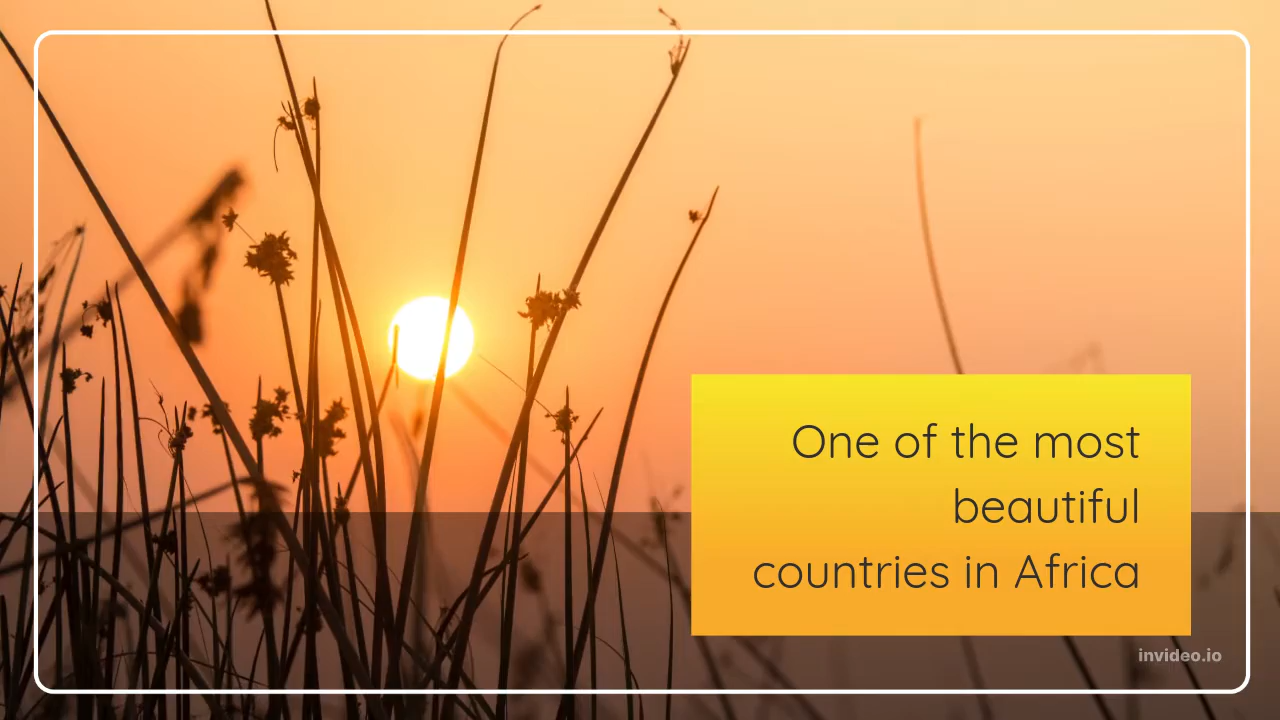 One of the most
beautiful
countries in Africa
invideo.io